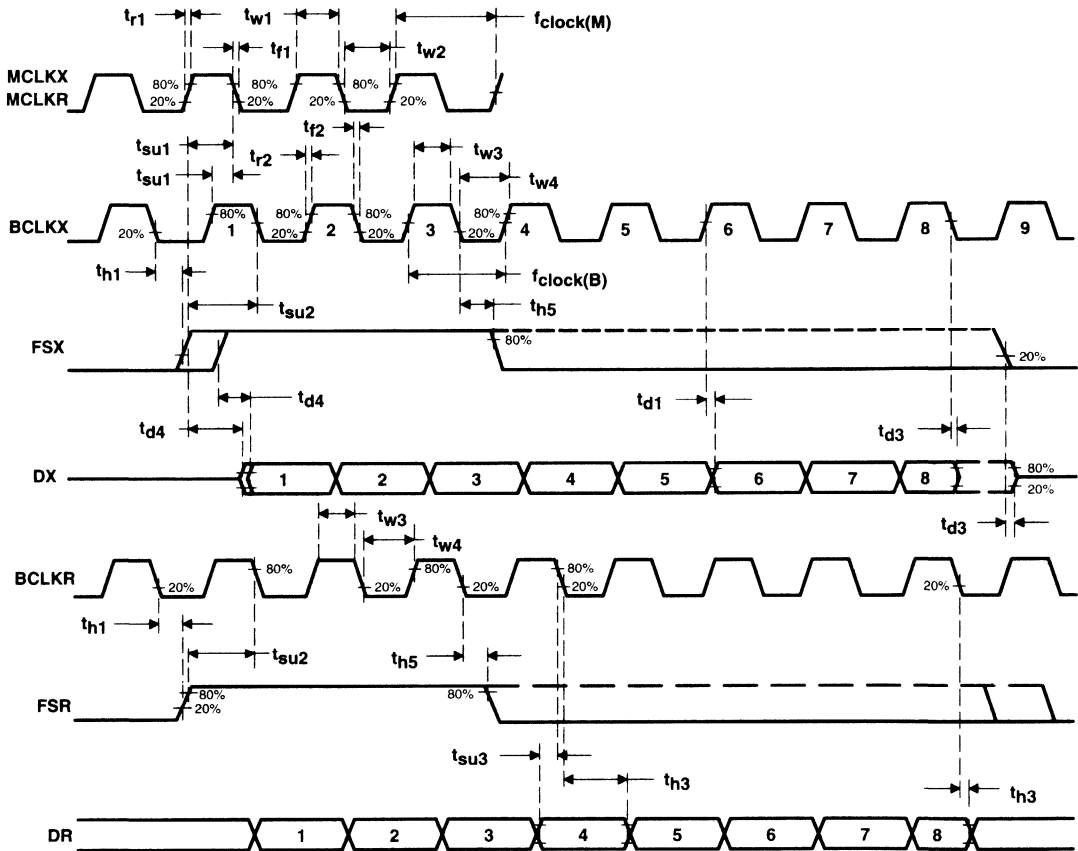 tr1 tw1 fclock(M)
tf1 tw2
MCLKX 80% 80% 80%
MCLKR 20% 20% 20% 20%
tsu1 tf2
tr2 tw3
tsu1 tw4
BCLKX 20% 80% 1 80% 20% 2 80% 20% 80% 3 20% 80% 4 5 6 7 8 9
th1 fclock(B)
tsu2 th5
FSX 80% 20%
td4 td1
td4 td3
DX 1 2 3 4 5 6 7 8 80% 20%
tw3 td3
tw4
BCLKR 20% 80% 20% 80% 20% 80% 20% 20%
th1
tsu2 th5
FSR 80% 20% 80%
tsu3 th3 th3
DR 1 2 3 4 5 6 7 8